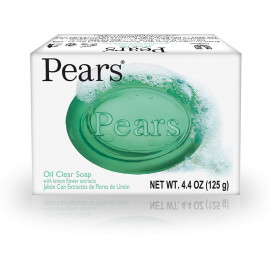 Pears®
Pears
Oil Clear Soap
with lemon flower extracts
Jabón Con Extractos de Flores de Limón
NET WT. 4.4 OZ (125 g)